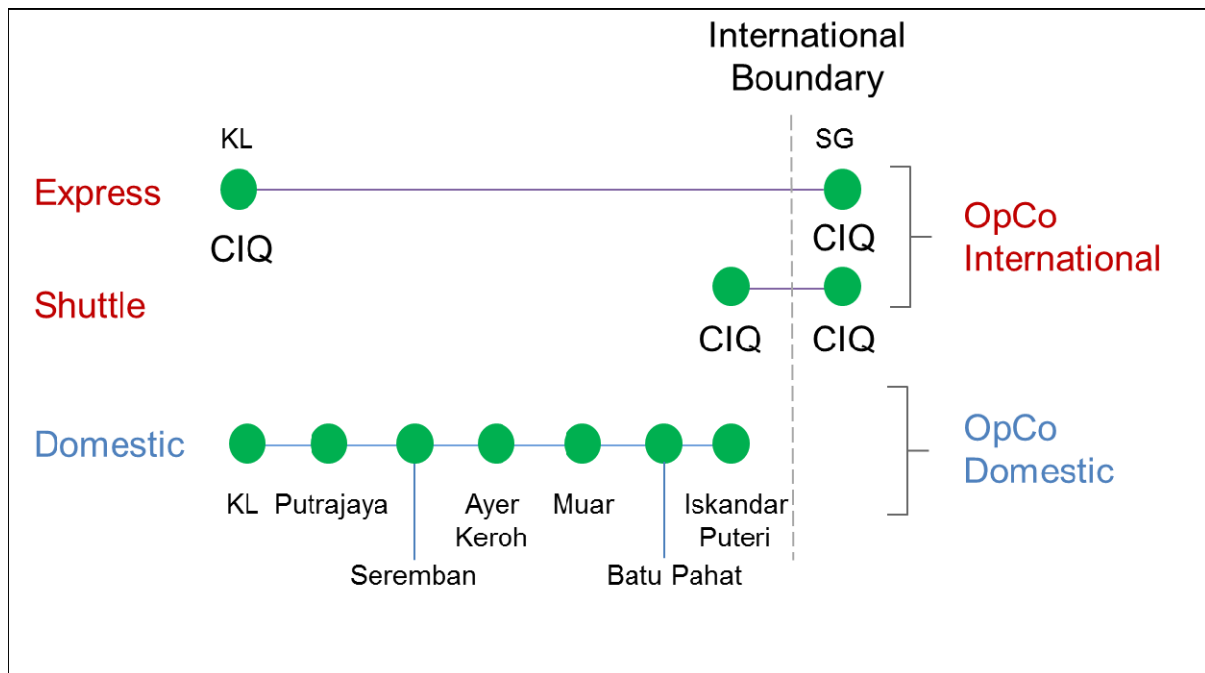 International
Boundary
KL
SG
Express
CIQ
CIQ
OpCo
International
Shuttle
CIQ
CIQ
Domestic
OpCo
Domestic
KL
Putrajaya
Ayer
Keroh
Muar
Iskandar
Puteri
Seremban
Batu Pahat